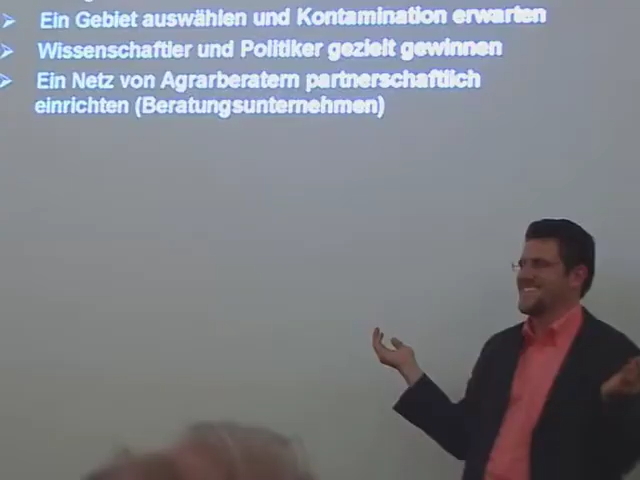 Ein Gebiet auswählen und Kontamination erwarten
Wissenschaftler und Politiker gezielt gewinnen
Ein Netz von Agrarberatern partnerschaftlich
einrichten (Beratungsunternehmen)